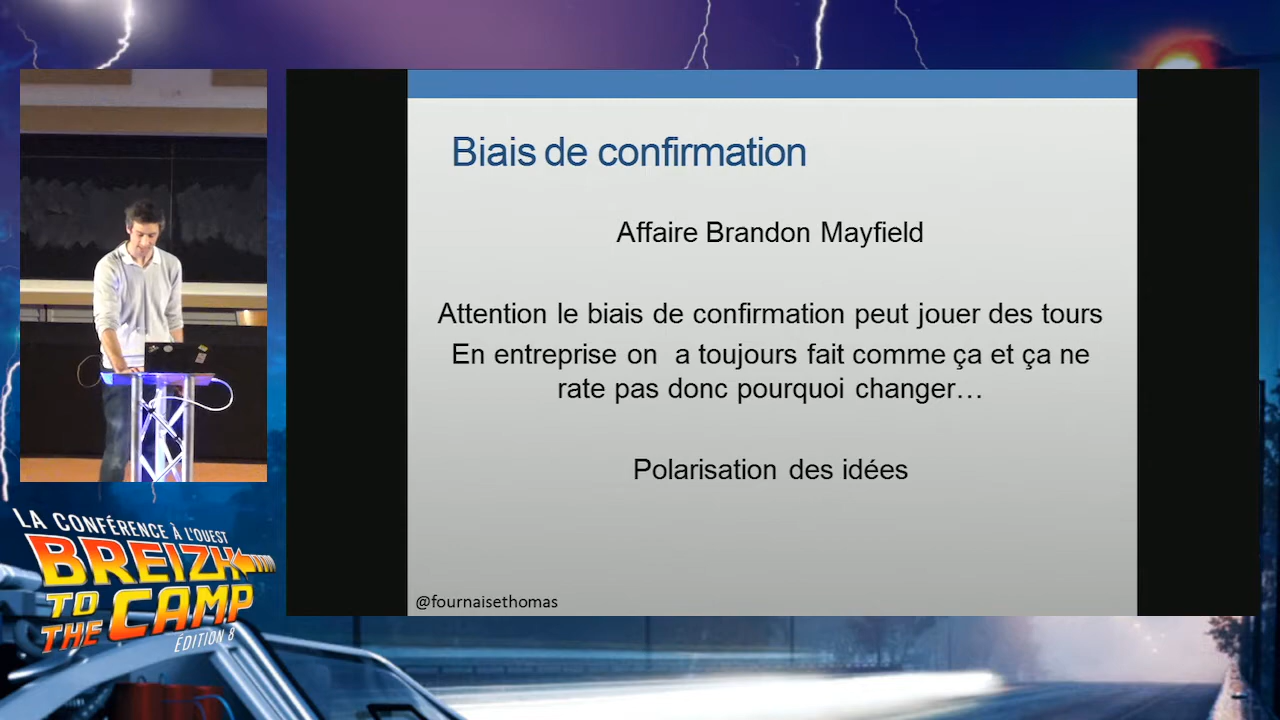 Biais de confirmation
Affaire Brandon Mayfield
Attention le biais de confirmation peut jouer des tours
En entreprise on  a toujours fait comme ça et ça ne
rate pas donc pourquoi changer…
Polarisation des idées
@fournaisethomas
LA CONFÉRENCE À L'OUEST
BREIZH
TO CAMP
THE
ÉDITION 8